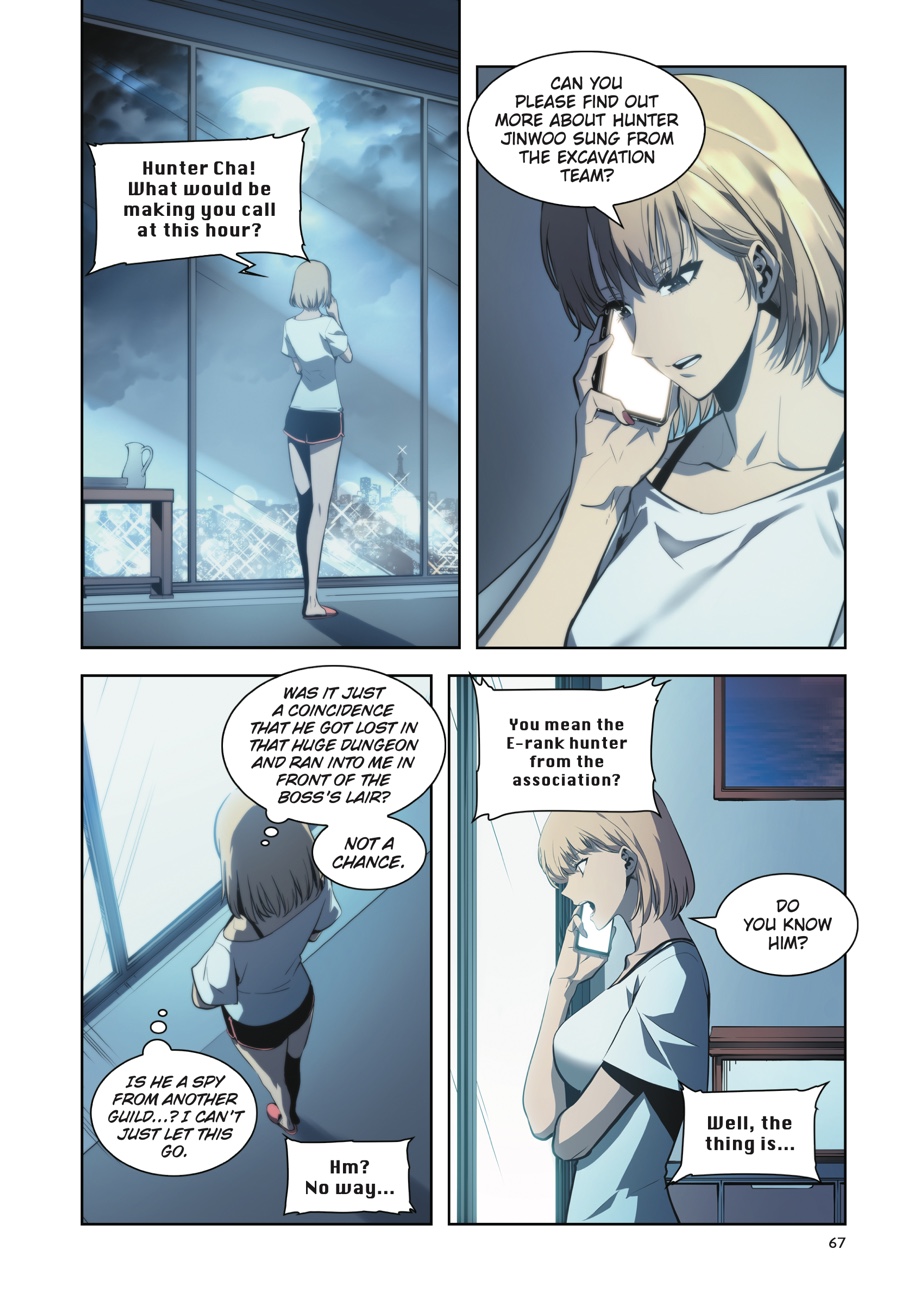 Hunter Cha!
What would be
making you call
at this hour?
CAN YOU
PLEASE FIND OUT
MORE ABOUT HUNTER
JINWOO SUNG FROM
THE EXCAVATION
TEAM?
WAS IT JUST
A COINCIDENCE
THAT HE GOT LOST IN
THAT HUGE DUNGEON
AND RAN INTO ME IN
FRONT OF THE
BOSS'S LAIR?
NOT A
CHANCE.
IS HE A SPY
FROM ANOTHER
GUILD...? I CAN'T
JUST LET THIS
GO.
Hm?
No way...
You mean the
E-rank hunter
from the
association?
DO
YOU KNOW
HIM?
Well, the
thing is...
67